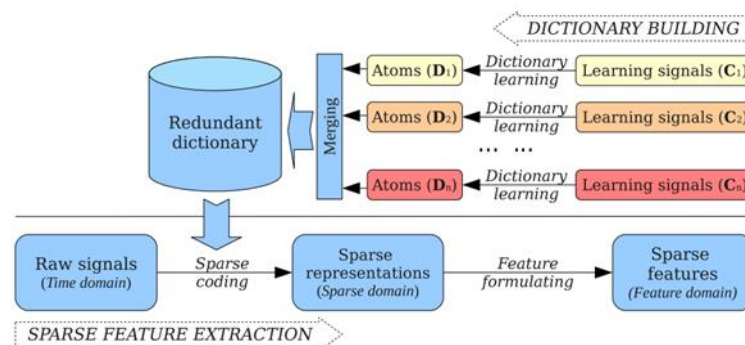 DICTIONARY BUILDING
Redundant
dictionary
Merging
Atoms (D₁)
Dictionary
learning
Learning signals (C₁)
Atoms (D₂)
Dictionary
learning
Learning signals (C₂)
... ...
Atoms (Dₙ)
Dictionary
learning
Learning signals (Cₙ)
Raw signals
(Time domain)
Sparse
coding
Sparse
representations
(Sparse domain)
Feature
formulating
Sparse
features
(Feature domain)
SPARSE FEATURE EXTRACTION